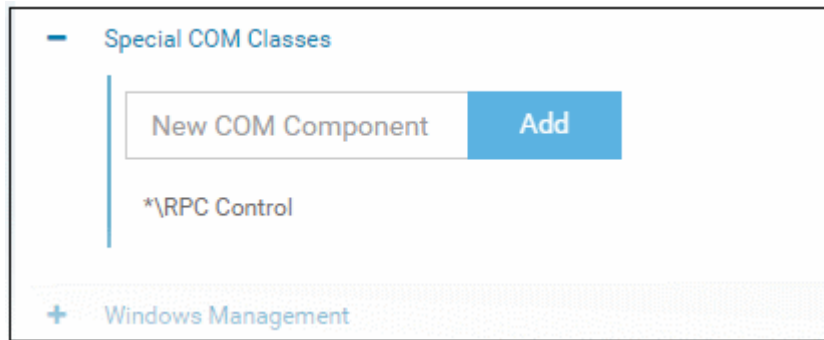 Special COM Classes
New COM Component Add
*\RPC Control
Windows Management